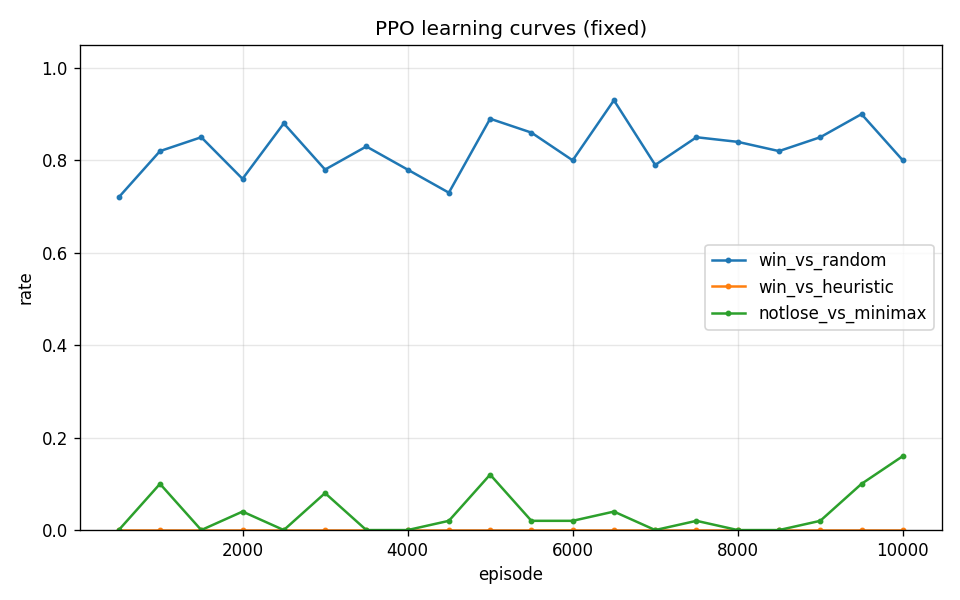 PPO learning curves (fixed)
1.0
0.8
0.6
0.4
0.2
0.0
rate
win_vs_random
win_vs_heuristic
notlose_vs_minimax
2000
4000
6000
8000
10000
episode